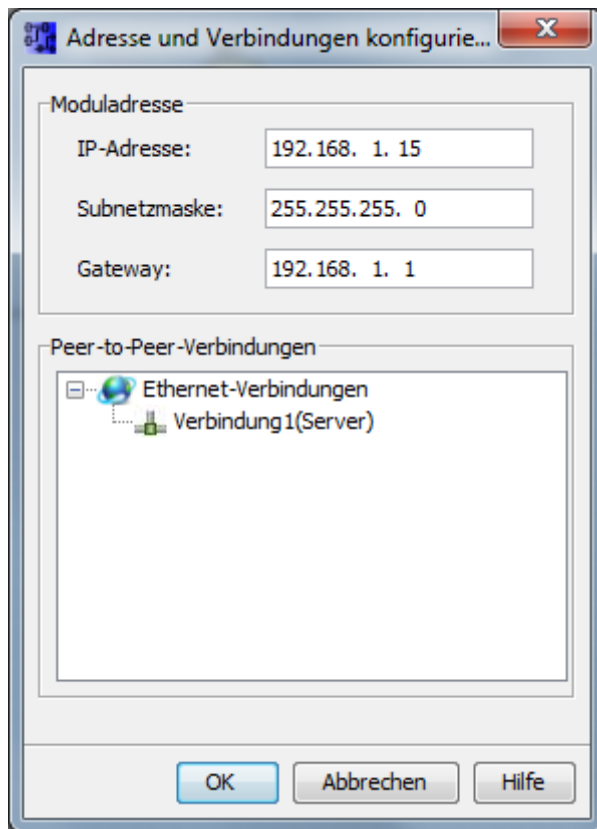 Adresse und Verbindungen konfigurie...
Moduladresse
IP-Adresse: 192.168. 1. 15
Subnetzmaske: 255.255.255. 0
Gateway: 192.168. 1. 1
Peer-to-Peer-Verbindungen
Ethernet-Verbindungen
Verbindung1(Server)
OK Abbrechen Hilfe